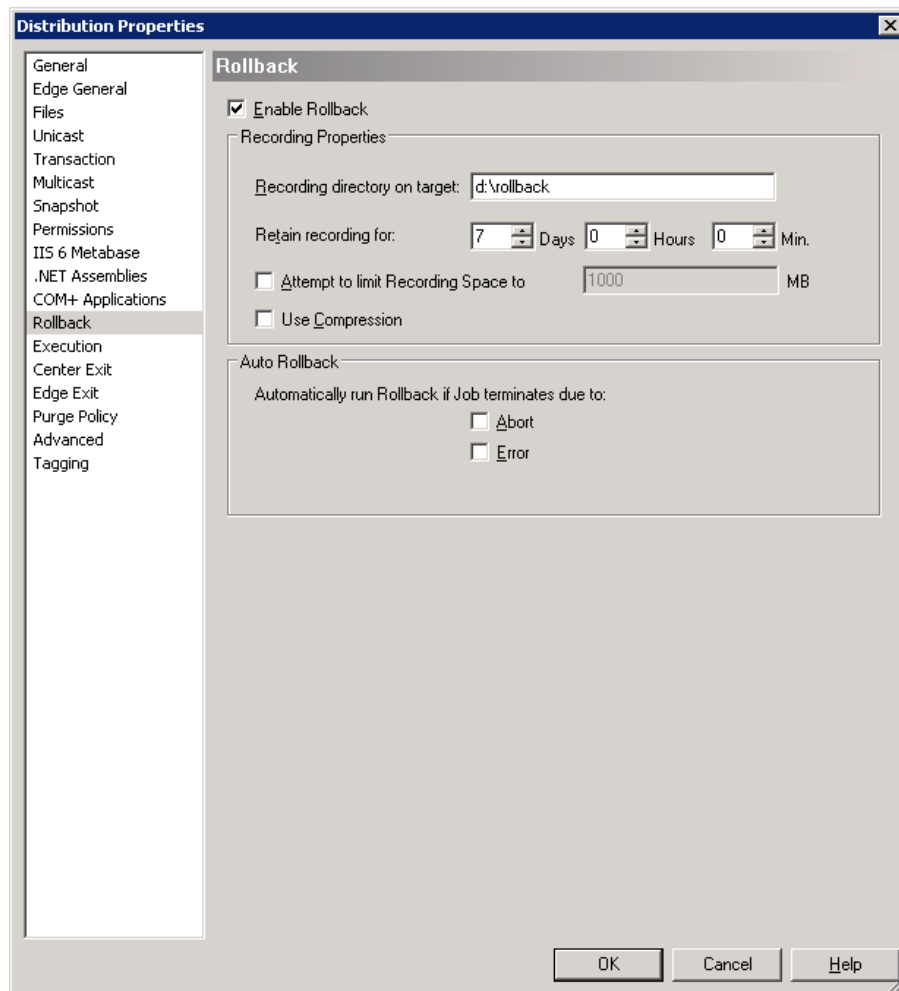 Distribution Properties
General
Edge General
Files
Unicast
Transaction
Multicast
Snapshot
Permissions
IIS 6 Metabase
.NET Assemblies
COM+ Applications
Rollback
Execution
Center Exit
Edge Exit
Purge Policy
Advanced
Tagging
Rollback
Enable Rollback
Recording Properties
Recording directory on target: d:\rollback
Retain recording for: 7 Days 0 Hours 0 Min.
Attempt to limit Recording Space to 1000 MB
Use Compression
Auto Rollback
Automatically run Rollback if Job terminates due to:
Abort
Error
OK Cancel Help